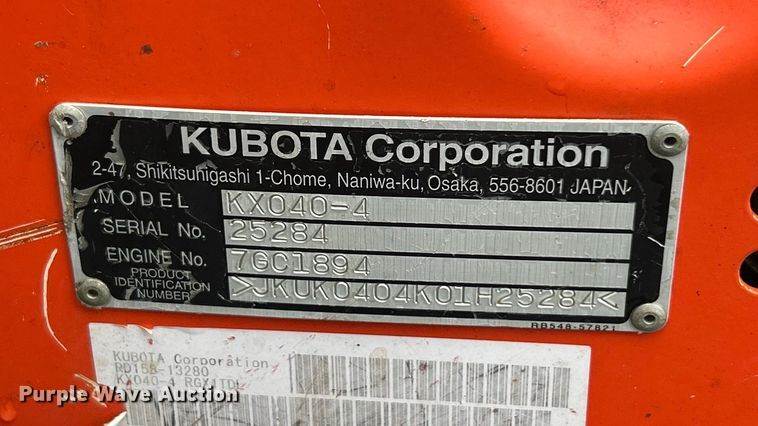 KUBOTA Corporation
2-47, Shikitsuhigashi 1-Chome, Naniwa-ku, Osaka, 556-8601 JAPAN
MODEL KX040-4
SERIAL No. 25284
ENGINE No. 7GC1894
PRODUCT
IDENTIFICATION
NUMBER >JKUK0404K01H25284<
RB548-57821
KUBOTA Corporation
RD158-13280
KX040-4
Purple Wave Auction